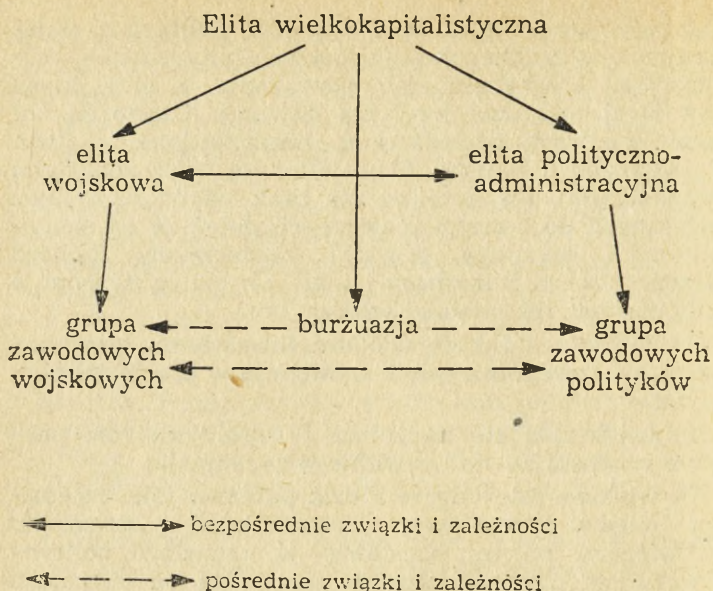 Elita wielkokapitalistyczna
elita
wojskowa
elita polityczno-
administracyjna
grupa
zawodowych
wojskowych
burżuazja
grupa
zawodowych
polityków
bezpośrednie związki i zależności
pośrednie związki i zależności